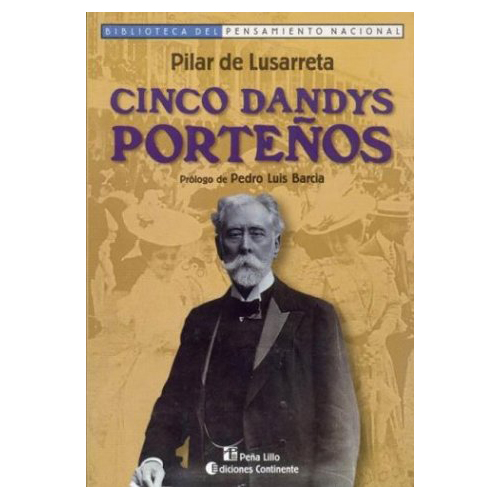 BIBLIOTECA DEL PENSAMIENTO NACIONAL
Pilar de Lusarreta
CINCO DANDYS
PORTEÑOS
Prólogo de Pedro Luis Barcia
Peña Lillo
Ediciones Continente